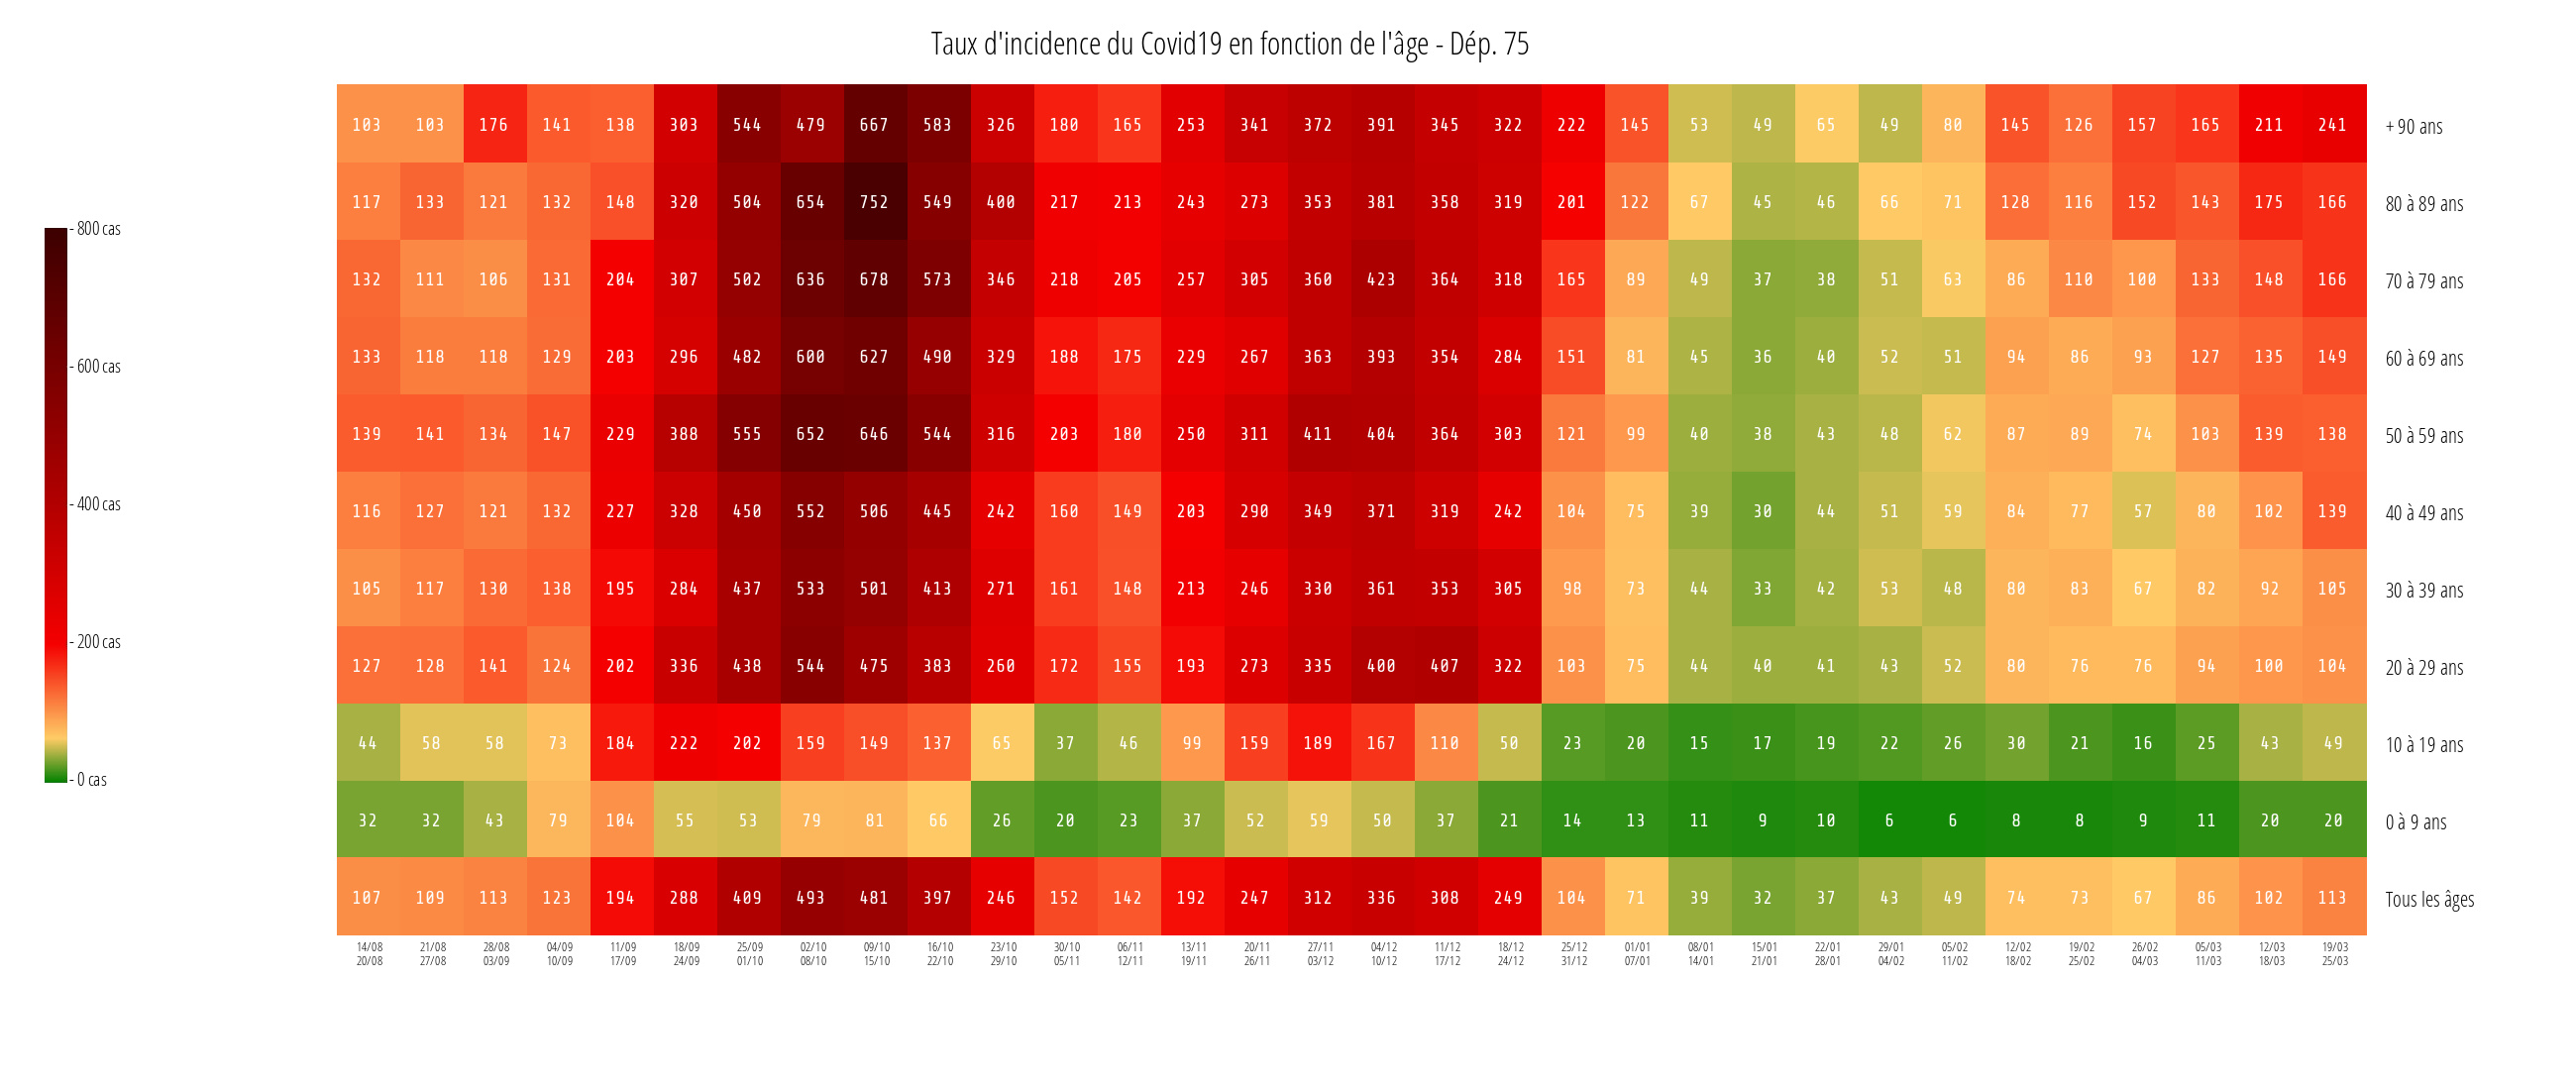 Taux d'incidence du Covid19 en fonction de l'âge - Dép. 75
103 103 176 141 138 303 544 479 667 583 326 180 165 253 341 372 391 345 322 222 145 53 49 65 49 80 145 126 157 165 211 241 + 90 ans
117 133 121 132 148 320 504 654 752 549 400 217 213 243 273 353 381 358 319 201 122 67 45 46 66 71 128 116 152 143 175 166 80 à 89 ans
- 800 cas
132 111 106 131 204 307 502 636 678 573 346 218 205 257 305 360 423 364 318 165 89 49 37 38 51 63 86 110 100 133 148 166 70 à 79 ans
133 118 118 129 203 296 482 600 627 490 329 188 175 229 267 363 393 354 284 151 81 45 36 40 52 51 94 86 93 127 135 149 60 à 69 ans
- 600 cas
139 141 134 147 229 388 555 652 646 544 316 203 180 250 311 411 404 364 303 121 99 40 38 43 48 62 87 89 74 103 139 138 50 à 59 ans
- 400 cas
116 127 121 132 227 328 450 552 506 445 242 160 149 203 290 349 371 319 242 104 75 39 30 44 51 59 84 77 57 80 102 139 40 à 49 ans
105 117 130 138 195 284 437 533 501 413 271 161 148 213 246 330 361 353 305 98 73 44 33 42 53 48 80 83 67 82 92 105 30 à 39 ans
- 200 cas
127 128 141 124 202 336 438 544 475 383 260 172 155 193 273 335 400 407 322 103 75 44 40 41 43 52 80 76 76 94 100 104 20 à 29 ans
44 58 58 73 184 222 202 159 149 137 65 37 46 99 159 189 167 110 50 23 20 15 17 19 22 26 30 21 16 25 43 49 10 à 19 ans
- 0 cas
32 32 43 79 104 55 53 79 81 66 26 20 23 37 52 59 50 37 21 14 13 11 9 10 6 6 8 8 9 11 20 20 0 à 9 ans
107 109 113 123 194 288 409 493 481 397 246 152 142 192 247 312 336 308 249 104 71 39 32 37 43 49 74 73 67 86 102 113 Tous les âges
14/08 21/08 28/08 04/09 11/09 18/09 25/09 02/10 09/10 16/10 23/10 30/10 06/11 13/11 20/11 27/11 04/12 11/12 18/12 25/12 01/01 08/01 15/01 22/01 29/01 05/02 12/02 19/02 26/02 05/03 12/03 19/03
20/08 27/08 03/09 10/09 17/09 24/09 01/10 08/10 15/10 22/10 29/10 05/11 12/11 19/11 26/11 03/12 10/12 17/12 24/12 31/12 07/01 14/01 21/01 28/01 04/02 11/02 18/02 25/02 04/03 11/03 18/03 25/03